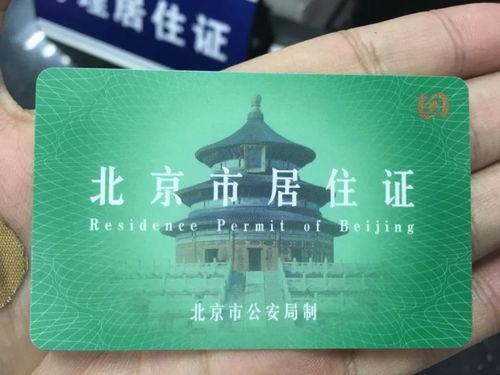 理居住证
北京市居住证
Residence Permit of Beijing
北京市公安局制